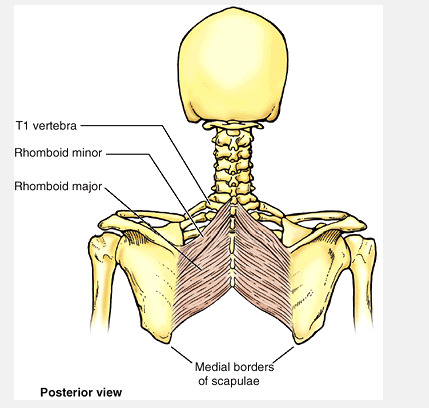 T1 vertebra
Rhomboid minor
Rhomboid major
Medial borders
of scapulae
Posterior view